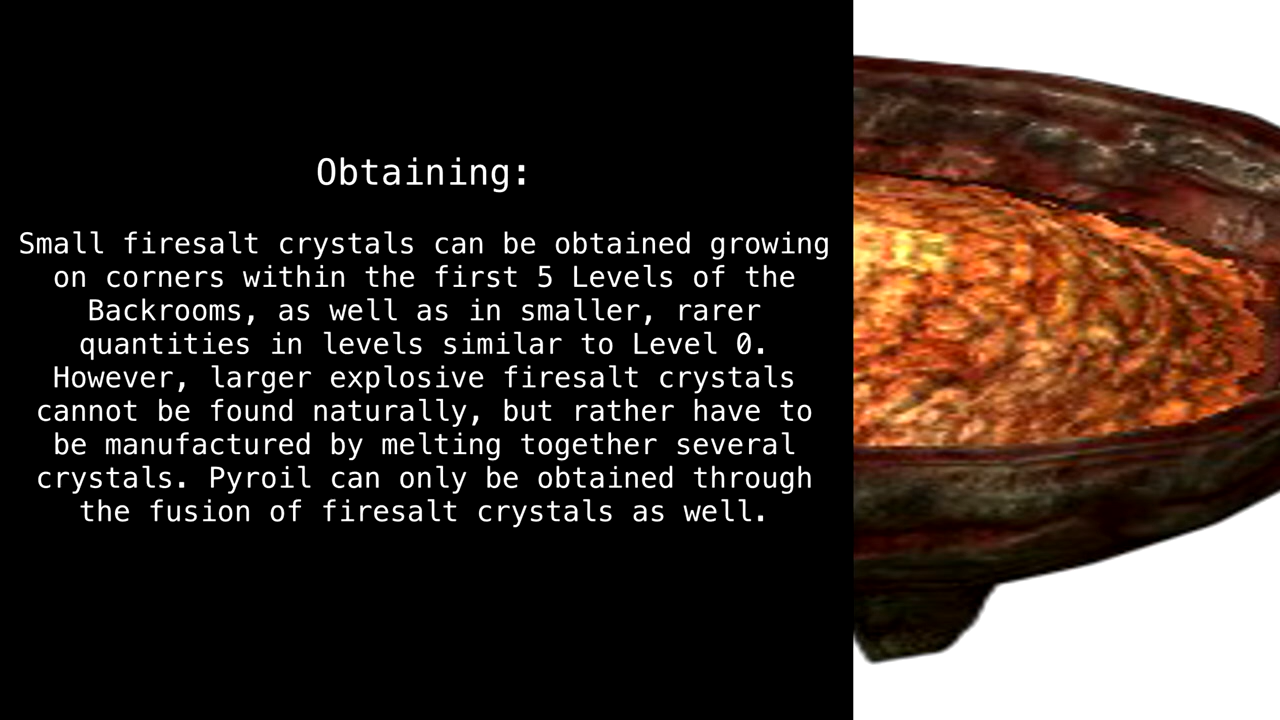 Obtaining:
Small firesalt crystals can be obtained growing
on corners within the first 5 Levels of the
Backrooms, as well as in smaller, rarer
quantities in levels similar to Level 0.
However, larger explosive firesalt crystals
cannot be found naturally, but rather have to
be manufactured by melting together several
crystals. Pyroil can only be obtained through
the fusion of firesalt crystals as well.